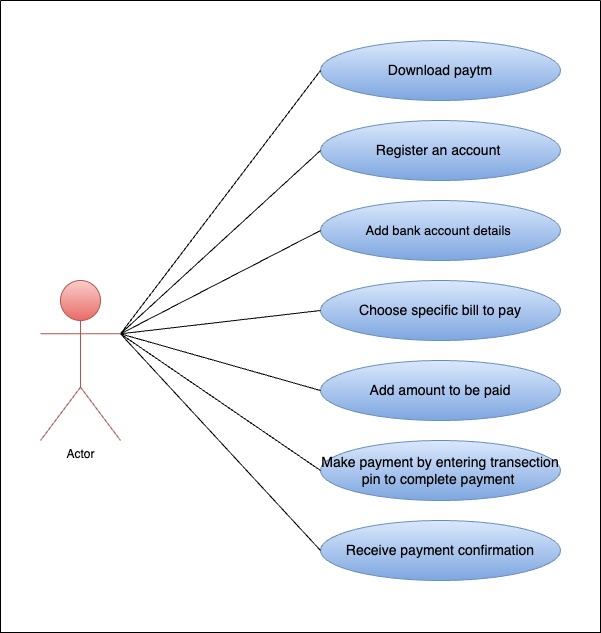 Download paytm
Register an account
Add bank account details
Choose specific bill to pay
Add amount to be paid
Make payment by entering transection
pin to complete payment
Receive payment confirmation
Actor